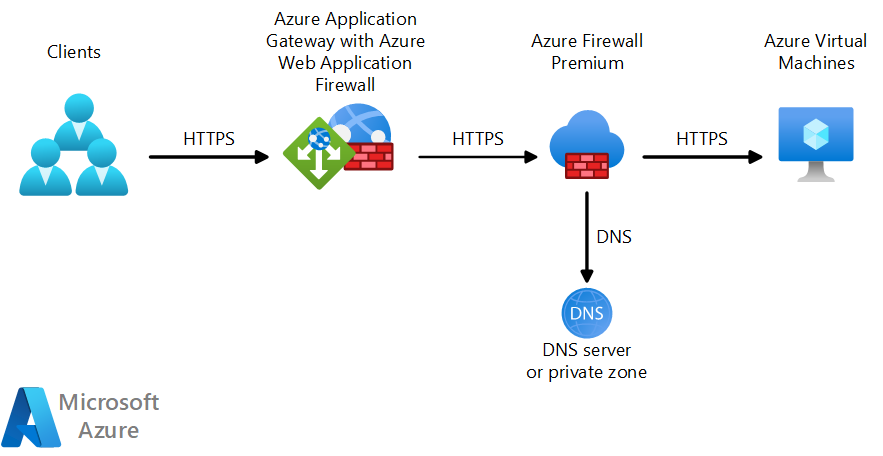 Clients
Azure Application
Gateway with Azure
Web Application
Firewall
Azure Firewall
Premium
Azure Virtual
Machines
HTTPS
HTTPS
HTTPS
DNS
DNS
DNS server
or private zone
Microsoft
Azure